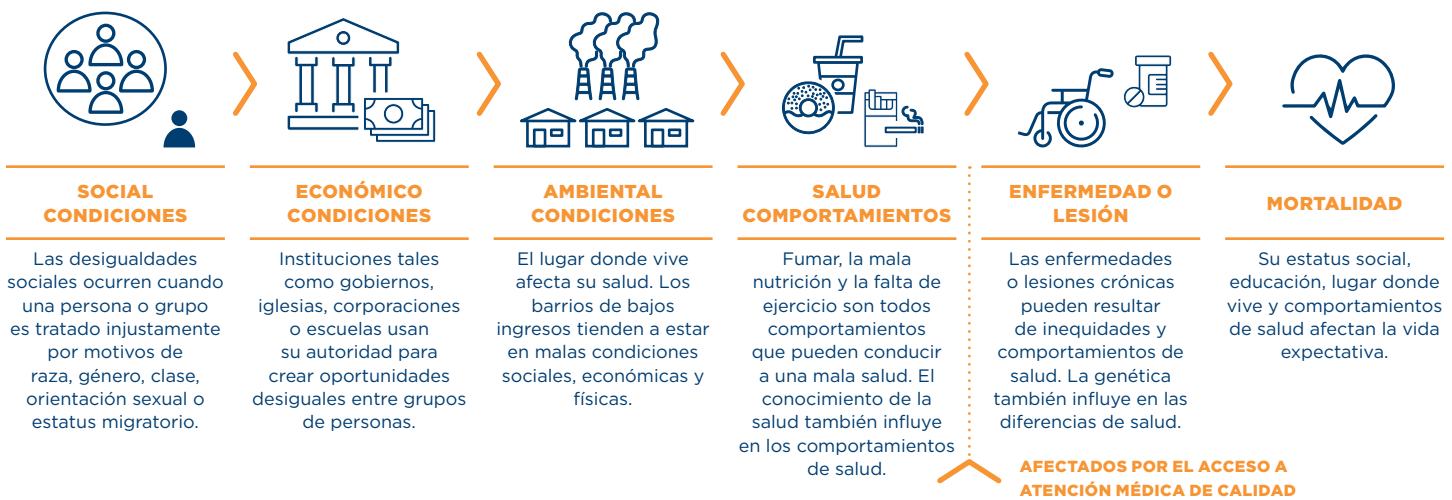 SOCIAL
CONDICIONES
Las desigualdades
sociales ocurren cuando
una persona o grupo
es tratado injustamente
por motivos de
raza, género, clase,
orientación sexual o
estatus migratorio.
ECONÓMICO
CONDICIONES
Instituciones tales
como gobiernos,
iglesias, corporaciones
o escuelas usan
su autoridad para
crear oportunidades
desiguales entre grupos
de personas.
AMBIENTAL
CONDICIONES
El lugar donde vive
afecta su salud. Los
barrios de bajos
ingresos tienden a estar
en malas condiciones
sociales, económicas y
físicas.
SALUD
COMPORTAMIENTOS
Fumar, la mala
nutrición y la falta de
ejercicio son todos
comportamientos
que pueden conducir
a una mala salud. El
conocimiento de la
salud también influye
en los comportamientos
de salud.
ENFERMEDAD O
LESIÓN
Las enfermedades
o lesiones crónicas
pueden resultar
de inequidades y
comportamientos de
salud. La genética
también influye en las
diferencias de salud.
MORTALIDAD
Su estatus social,
educación, lugar donde
vive y comportamientos
de salud afectan la vida
expectativa.
AFECTADOS POR EL ACCESO A
ATENCIÓN MÉDICA DE CALIDAD